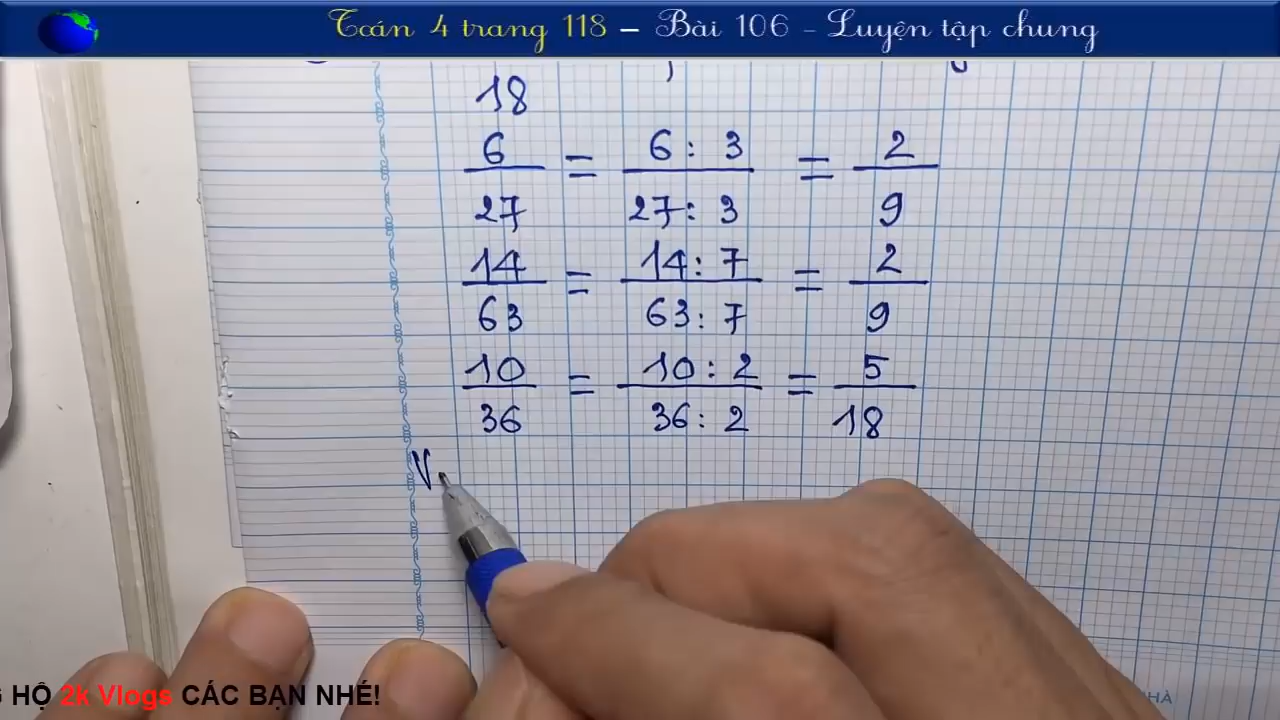 Toán 4 trang 118 – Bài 106 - Luyện tập chung
18
6/27 = 6 : 3/27 : 3 = 2/9
14/63 = 14 : 7/63 : 7 = 2/9
10/36 = 10 : 2/36 : 2 = 5/18
V
HỘ 2k Vlogs CÁC BẠN NHÉ!